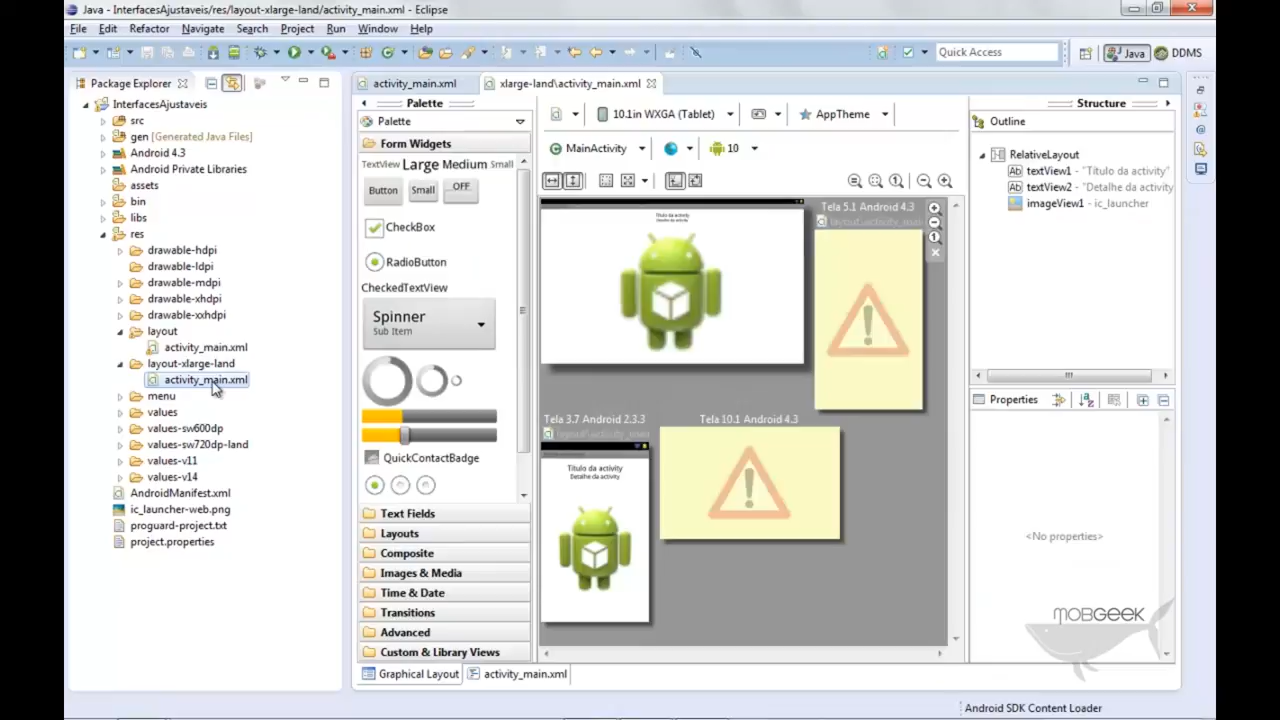 Java - InterfacesAjustaveis/res/layout-xlarge-land/activity_main.xml - Eclipse
File Edit Refactor Navigate Search Project Run Window Help
Quick Access
Java
DDMS
Package Explorer
InterfacesAjustaveis
src
gen [Generated Java Files]
Android 4.3
Android Private Libraries
assets
bin
libs
res
drawable-hdpi
drawable-ldpi
drawable-mdpi
drawable-xhdpi
drawable-xxhdpi
layout
activity_main.xml
layout-xlarge-land
activity_main.xml
menu
values
values-sw600dp
values-sw720dp-land
values-v11
values-v14
AndroidManifest.xml
ic_launcher-web.png
proguard-project.txt
project.properties
activity_main.xml
xlarge-land\activity_main.xml
Palette
Palette
Form Widgets
TextView Large Medium Small
Button Small OFF
CheckBox
RadioButton
CheckedTextView
Spinner
Sub Item
QuickContactBadge
Text Fields
Layouts
Composite
Images & Media
Time & Date
Transitions
Advanced
Custom & Library Views
10.1in WXGA (Tablet)
AppTheme
MainActivity
10
Título da activity
Detalhe da activity
Tela 5.1 Android 4.3
Tela 3.7 Android 2.3.3
Título da activity
Detalhe da activity
Tela 10.1 Android 4.3
Graphical Layout
activity_main.xml
Structure
Outline
RelativeLayout
textView1 - "Título da activity"
textView2 - "Detalhe da activity
imageView1 - ic_launcher
Properties
<No properties>
MOBGEEK
Android SDK Content Loader